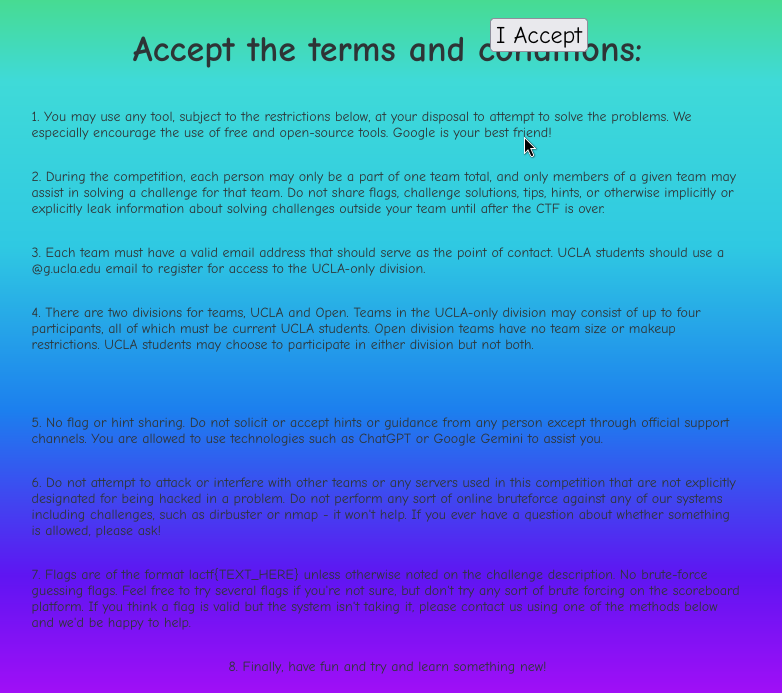 I Accept
Accept the terms and conditions:
1. You may use any tool, subject to the restrictions below, at your disposal to attempt to solve the problems. We
especially encourage the use of free and open-source tools. Google is your best friend!
2. During the competition, each person may only be a part of one team total, and only members of a given team may
assist in solving a challenge for that team. Do not share flags, challenge solutions, tips, hints, or otherwise implicitly or
explicitly leak information about solving challenges outside your team until after the CTF is over.
3. Each team must have a valid email address that should serve as the point of contact. UCLA students should use a
@g.ucla.edu email to register for access to the UCLA-only division.
4. There are two divisions for teams, UCLA and Open. Teams in the UCLA-only division may consist of up to four
participants, all of which must be current UCLA students. Open division teams have no team size or makeup
restrictions. UCLA students may choose to participate in either division but not both.
5. No flag or hint sharing. Do not solicit or accept hints or guidance from any person except through official support
channels. You are allowed to use technologies such as ChatGPT or Google Gemini to assist you.
6. Do not attempt to attack or interfere with other teams or any servers used in this competition that are not explicitly
designated for being hacked in a problem. Do not perform any sort of online bruteforce against any of our systems
including challenges, such as dirbuster or nmap - it won't help. If you ever have a question about whether something
is allowed, please ask!
7. Flags are of the format lactf{TEXT_HERE} unless otherwise noted on the challenge description. No brute-force
guessing flags. Feel free to try several flags if you're not sure, but don't try any sort of brute forcing on the scoreboard
platform. If you think a flag is valid but the system isn't taking it, please contact us using one of the methods below
and we'd be happy to help.
8. Finally, have fun and try and learn something new!